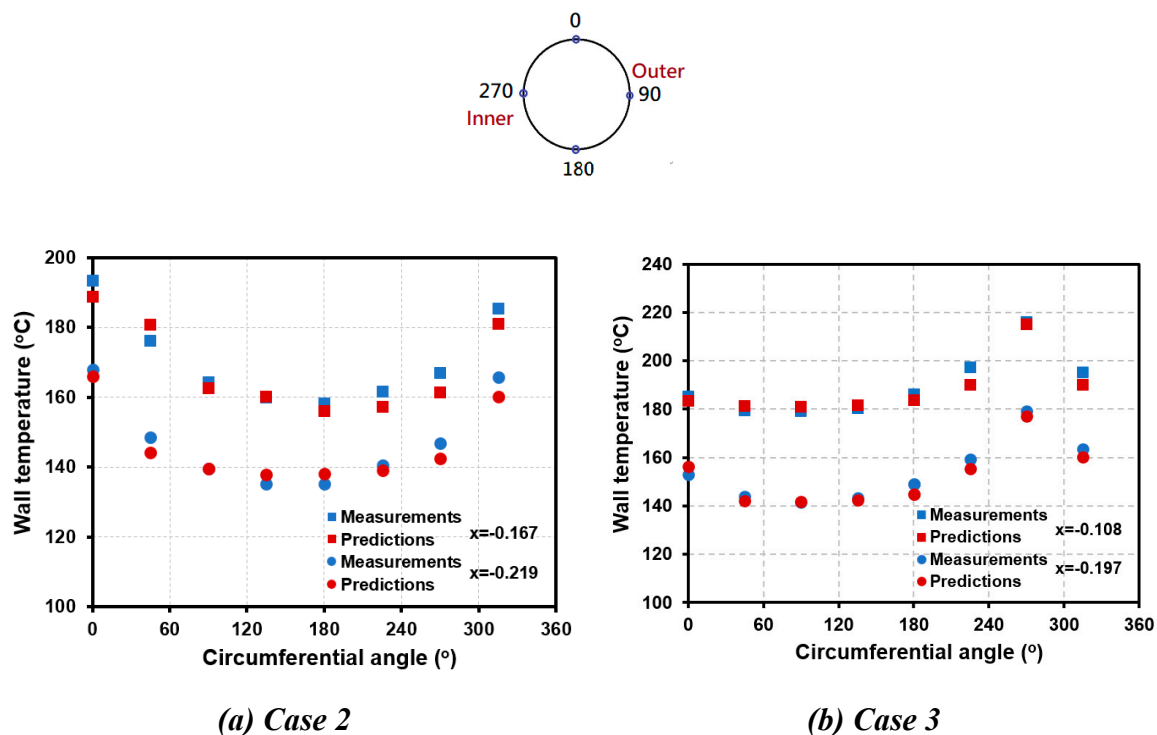 0
Outer
270
90
Inner
180
200
180
160
140
120
100
Wall temperature (°C)
Measurements
x=-0.167
Predictions
Measurements
x=-0.219
Predictions
0 60 120 180 240 300 360
Circumferential angle (°)
(a) Case 2
240
220
200
180
160
140
120
100
Wall temperature (°C)
Measurements
x=-0.108
Predictions
Measurements
x=-0.197
Predictions
0 60 120 180 240 300 360
Circumferential angle (°)
(b) Case 3